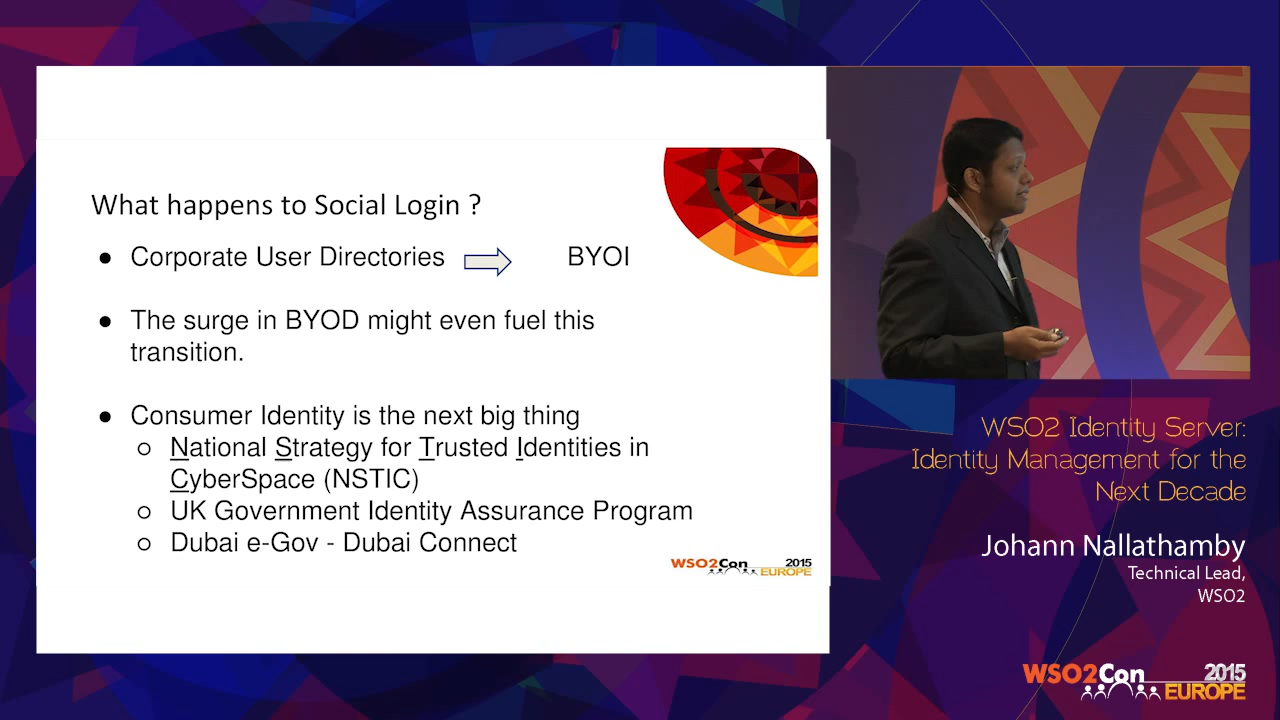 What happens to Social Login ?
● Corporate User Directories BYOI
● The surge in BYOD might even fuel this
transition.
● Consumer Identity is the next big thing
○ National Strategy for Trusted Identities in
CyberSpace (NSTIC)
○ UK Government Identity Assurance Program
○ Dubai e-Gov - Dubai Connect
WSO2Con 2015
EUROPE
WSO2 Identity Server:
Identity Management for the
Next Decade
Johann Nallathamby
Technical Lead,
WSO2
WSO2Con 2015
EUROPE